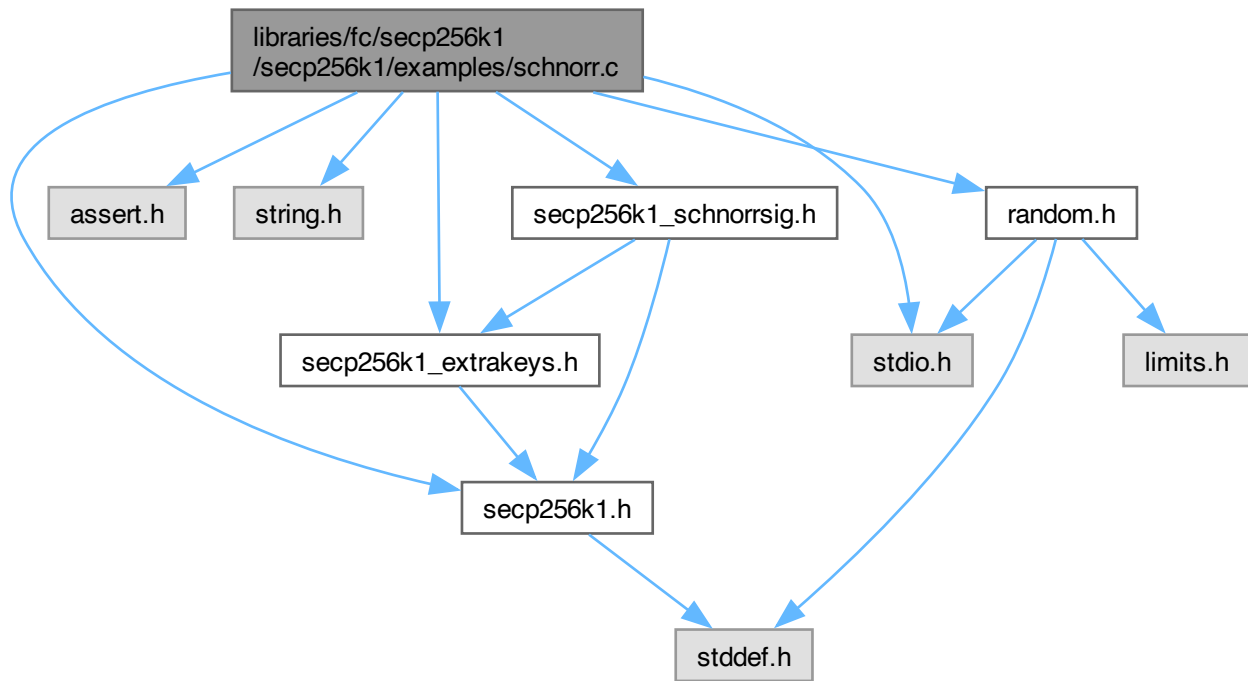 libraries/fc/secp256k1
/secp256k1/examples/schnorr.c
assert.h
string.h
secp256k1_schnorrsig.h
random.h
secp256k1_extrakeys.h
stdio.h
limits.h
secp256k1.h
stddef.h